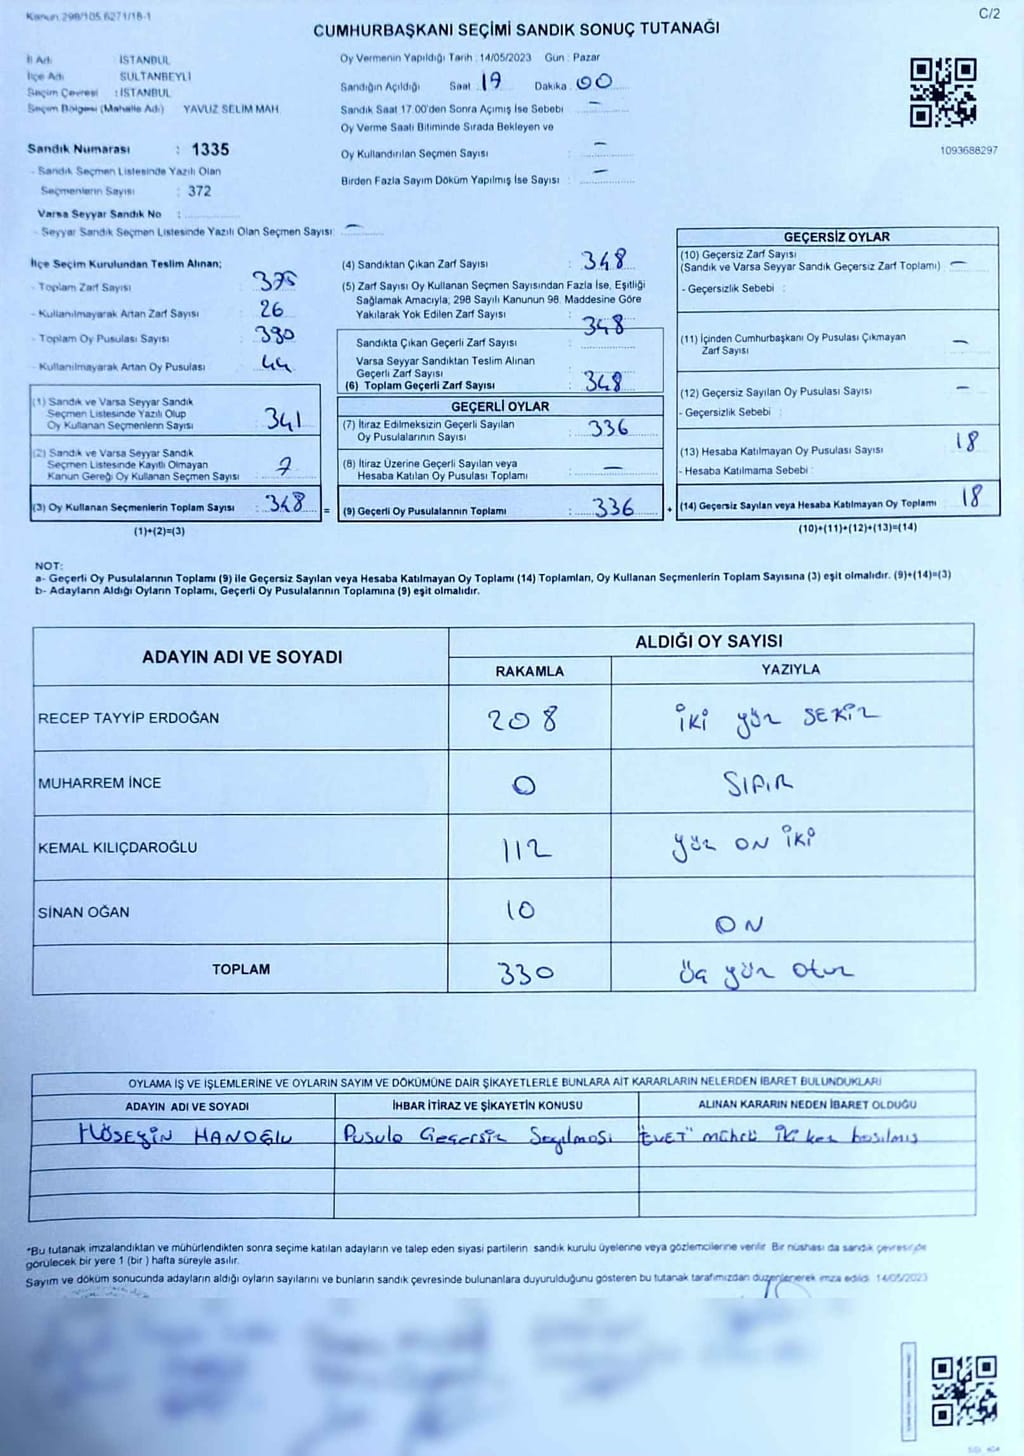 Kanun 298/105 6271/18-1
C/2
CUMHURBAŞKANI SEÇİMİ SANDIK SONUÇ TUTANAĞI
İl Adı : İSTANBUL
İlçe Adı : SULTANBEYLİ
Seçim Çevresi : İSTANBUL
Seçim Bölgesi (Mahalle Adı) YAVUZ SELİM MAH.
Oy Vermenin Yapıldığı Tarih : 14/05/2023 Gün : Pazar
Sandığın Açıldığı Saat : 19 Dakika : 00
Sandık Saat 17.00'den Sonra Açımış İse Sebebi : —
Oy Verme Saati Bitiminde Sırada Bekleyen ve
Oy Kullandırılan Seçmen Sayısı : —
Birden Fazla Sayım Döküm Yapılmış İse Sayısı : —
1093688297
Sandık Numarası : 1335
- Sandık Seçmen Listesinde Yazılı Olan
Seçmenlerin Sayısı : 372
Varsa Seyyar Sandık No :
- Seyyar Sandık Seçmen Listesinde Yazılı Olan Seçmen Sayısı: —
İlçe Seçim Kurulundan Teslim Alınan;
- Toplam Zarf Sayısı : 375
- Kullanılmayarak Artan Zarf Sayısı : 26
- Toplam Oy Pusulası Sayısı : 390
- Kullanılmayarak Artan Oy Pusulası : 44
(1) Sandık ve Varsa Seyyar Sandık
Seçmen Listesinde Yazılı Olup
Oy Kullanan Seçmenlerin Sayısı : 341
(2) Sandık ve Varsa Seyyar Sandık
Seçmen Listesinde Kayıtlı Olmayan
Kanun Gereği Oy Kullanan Seçmen Sayısı : 7
(3) Oy Kullanan Seçmenlerin Toplam Sayısı : 348 =
(1)+(2)=(3)
(4) Sandıktan Çıkan Zarf Sayısı : 348
(5) Zarf Sayısı Oy Kullanan Seçmen Sayısından Fazla İse, Eşitliği
Sağlamak Amacıyla, 298 Sayılı Kanunun 98. Maddesine Göre
Yakılarak Yok Edilen Zarf Sayısı :
348
Sandıkta Çıkan Geçerli Zarf Sayısı :
Varsa Seyyar Sandıktan Teslim Alınan
Geçerli Zarf Sayısı :
(6) Toplam Geçerli Zarf Sayısı : 348
GEÇERLİ OYLAR
(7) İtiraz Edilmeksizin Geçerli Sayılan
Oy Pusulalarının Sayısı : 336
(8) İtiraz Üzerine Geçerli Sayılan veya
Hesaba Katılan Oy Pusulası Toplamı : —
(9) Geçerli Oy Pusulalarının Toplamı : 336 +
GEÇERSİZ OYLAR
(10) Geçersiz Zarf Sayısı
(Sandık ve Varsa Seyyar Sandık Geçersiz Zarf Toplamı) : —
- Geçersizlik Sebebi :
(11) İçinden Cumhurbaşkanı Oy Pusulası Çıkmayan
Zarf Sayısı : —
(12) Geçersiz Sayılan Oy Pusulası Sayısı : —
- Geçersizlik Sebebi :
(13) Hesaba Katılmayan Oy Pusulası Sayısı : 18
- Hesaba Katılmama Sebebi :
(14) Geçersiz Sayılan veya Hesaba Katılmayan Oy Toplamı : 18
(10)+(11)+(12)+(13)=(14)
NOT:
a- Geçerli Oy Pusulalarının Toplamı (9) ile Geçersiz Sayılan veya Hesaba Katılmayan Oy Toplamı (14) Toplamları, Oy Kullanan Seçmenlerin Toplam Sayısına (3) eşit olmalıdır. (9)+(14)=(3)
b- Adayların Aldığı Oyların Toplamı, Geçerli Oy Pusulalarının Toplamına (9) eşit olmalıdır.
ADAYIN ADI VE SOYADI
ALDIĞI OY SAYISI
RAKAMLA YAZIYLA
RECEP TAYYİP ERDOĞAN 208 iki yüz SEKİZ
MUHARREM İNCE 0 SIFIR
KEMAL KILIÇDAROĞLU 112 yüz ON iKi
SİNAN OĞAN 10 ON
TOPLAM 330 üç yüz otuz
OYLAMA İŞ VE İŞLEMLERİNE VE OYLARIN SAYIM VE DÖKÜMÜNE DAİR ŞİKAYETLERLE BUNLARA AİT KARARLARIN NELERDEN İBARET BULUNDUKLARI
ADAYIN ADI VE SOYADI İHBAR İTİRAZ VE ŞİKAYETİN KONUSU ALINAN KARARIN NEDEN İBARET OLDUĞU
HÜSEYİN HANOĞLU Pusula Geçersiz Sayılması "EVET" mührü iki kez basılmış
*Bu tutanak imzalandıktan ve mühürlendikten sonra seçime katılan adayların ve talep eden siyasi partilerin sandık kurulu üyelerine veya gözlemcilerine verilir. Bir nüshası da sandık çevresinde
görülecek bir yere 1 (bir ) hafta süreyle asılır.
Sayım ve döküm sonucunda adayların aldığı oyların sayılarını ve bunların sandık çevresinde bulunanlara duyurulduğunu gösteren bu tutanak tarafımızdan düzenlenerek imza edildi. 14/05/2023